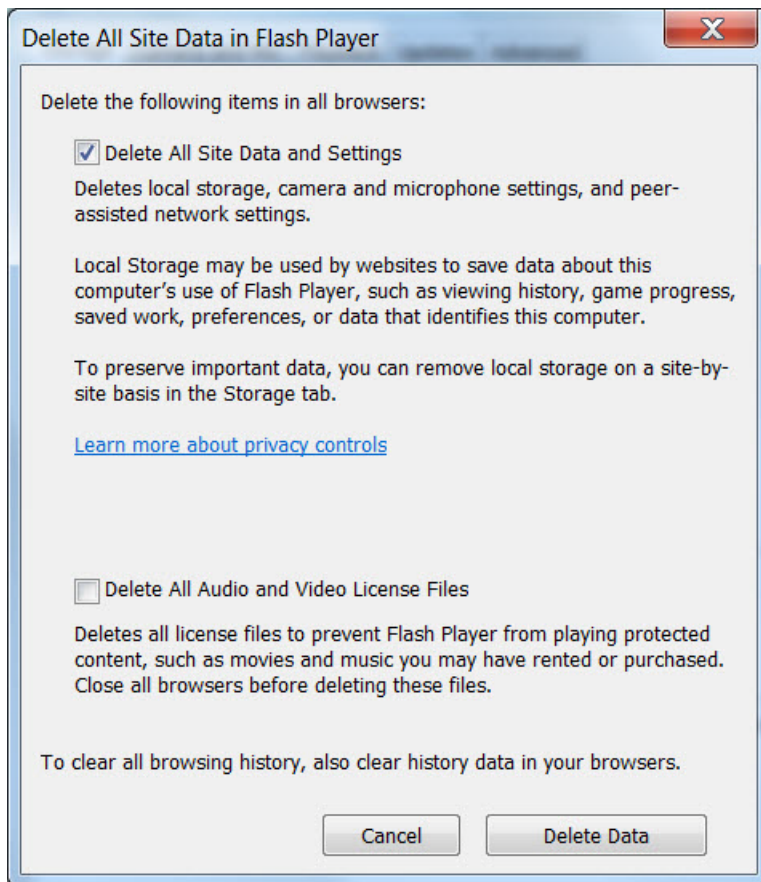 Delete All Site Data in Flash Player
Delete the following items in all browsers:
Delete All Site Data and Settings
Deletes local storage, camera and microphone settings, and peer-
assisted network settings.
Local Storage may be used by websites to save data about this
computer’s use of Flash Player, such as viewing history, game progress,
saved work, preferences, or data that identifies this computer.
To preserve important data, you can remove local storage on a site-by-
site basis in the Storage tab.
Learn more about privacy controls
Delete All Audio and Video License Files
Deletes all license files to prevent Flash Player from playing protected
content, such as movies and music you may have rented or purchased.
Close all browsers before deleting these files.
To clear all browsing history, also clear history data in your browsers.
Cancel Delete Data